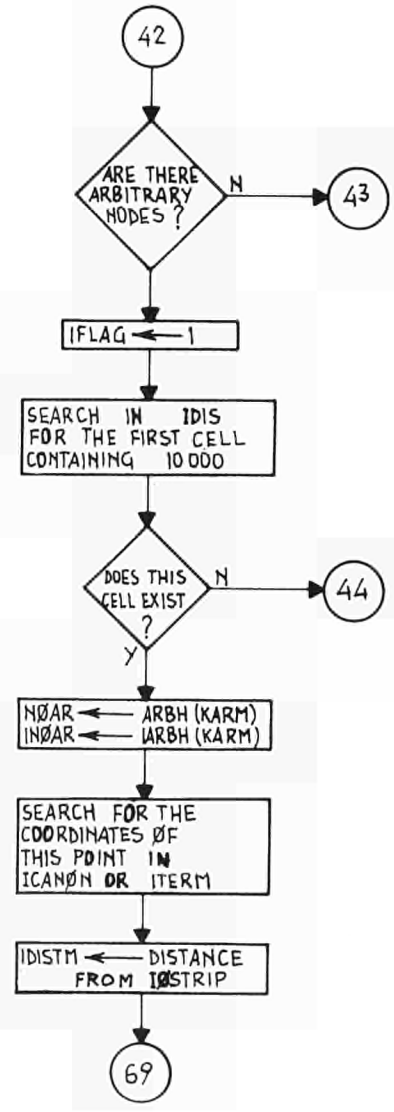 42
ARE THERE
ARBITRARY
NODES?
N
43
IFLAG ← 1
SEARCH IN IDIS
FOR THE FIRST CELL
CONTAINING 10000
DOES THIS
CELL EXIST
?
N
44
Y
NØAR ← ARBH (KARM)
INØAR ← IARBH (KARM)
SEARCH FOR THE
COORDINATES ØF
THIS POINT IN
ICANØN OR ITERM
IDISTM ← DISTANCE
FROM IØSTRIP
69